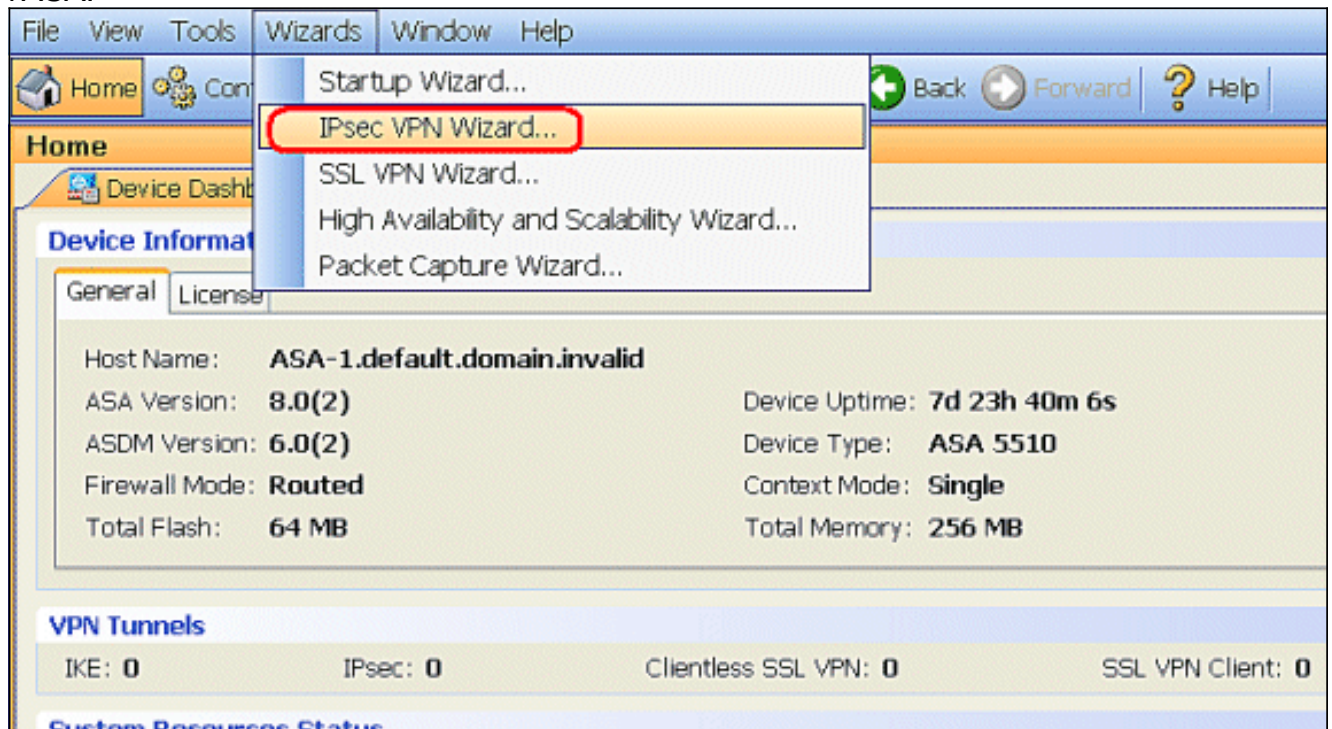 File View Tools Wizards Window Help
Home Back Forward Help
Startup Wizard...
IPsec VPN Wizard...
SSL VPN Wizard...
High Availability and Scalability Wizard...
Packet Capture Wizard...
Home
Device
General License
Host Name: ASA-1.default.domain.invalid
ASA Version: 8.0(2) Device Uptime: 7d 23h 40m 6s
ASDM Version: 6.0(2) Device Type: ASA 5510
Firewall Mode: Routed Context Mode: Single
Total Flash: 64 MB Total Memory: 256 MB
VPN Tunnels
IKE: 0 IPsec: 0 Clientless SSL VPN: 0 SSL VPN Client: 0
System Resources Status